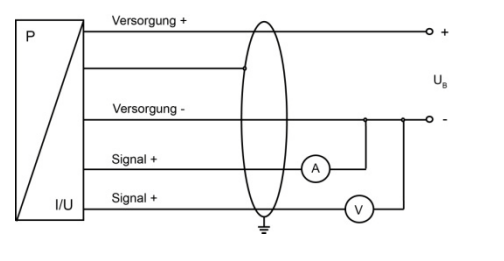 Versorgung +
+
P
U_B
Versorgung -
-
Signal +
A
Signal +
I/U
V